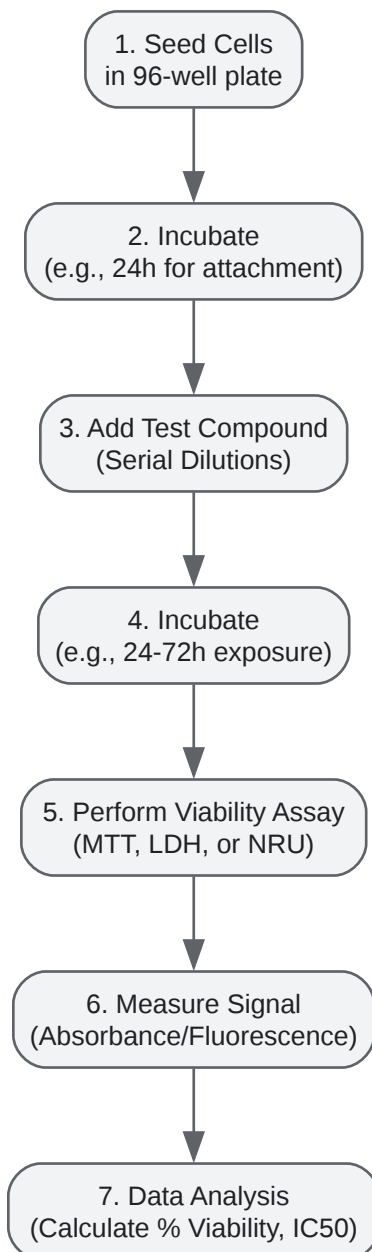 1. Seed Cells
in 96-well plate
2. Incubate
(e.g., 24h for attachment)
3. Add Test Compound
(Serial Dilutions)
4. Incubate
(e.g., 24-72h exposure)
5. Perform Viability Assay
(MTT, LDH, or NRU)
6. Measure Signal
(Absorbance/Fluorescence)
7. Data Analysis
(Calculate % Viability, IC50)